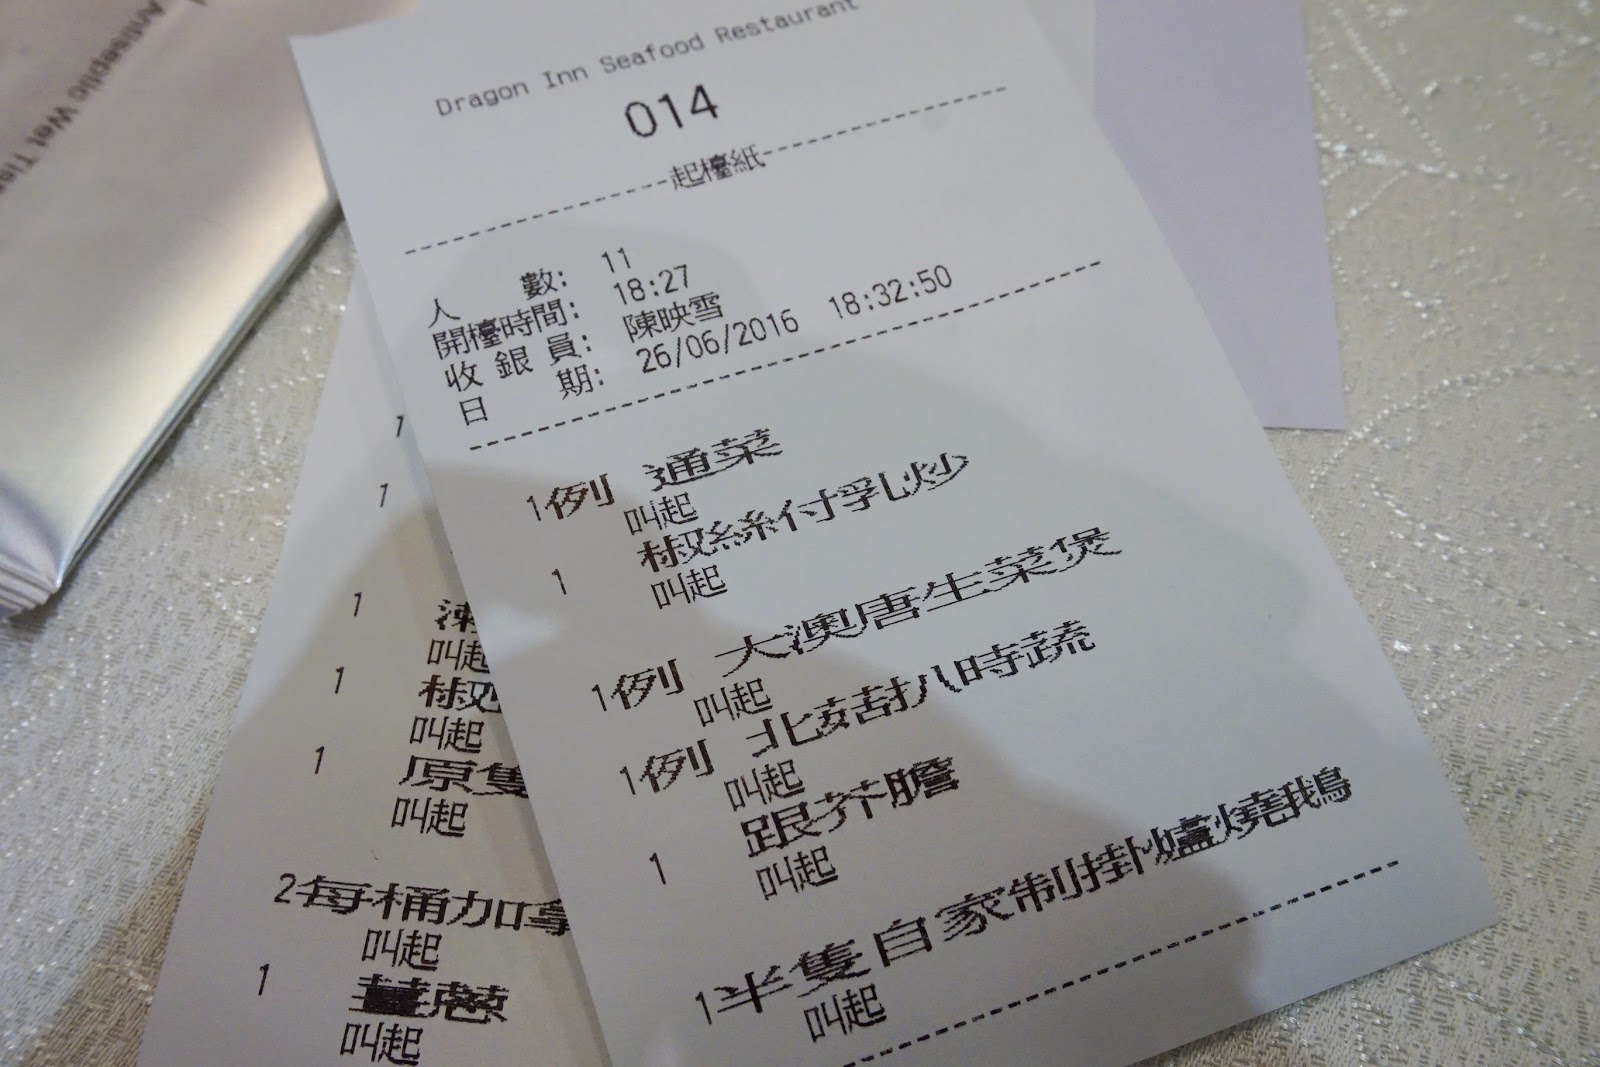 Antiseptic Wet
Dragon Inn Seafood Restaurant
014
起檯紙
人 數: 11
開檯時間: 18:27
收銀員: 陳映雪
日 期: 26/06/2016 18:32:50
1例 通菜
叫起
1 椒絲付乳炒
叫起
1例 大澳唐生菜煲
叫起
1例 北菇扒時蔬
叫起
1 跟芥膽
叫起
1半隻自家制掛爐燒鵝
叫起
1
1
1
叫起
1 椒
叫起
1 原隻
叫起
2每桶加拿
叫起
1 薑蔥
叫起